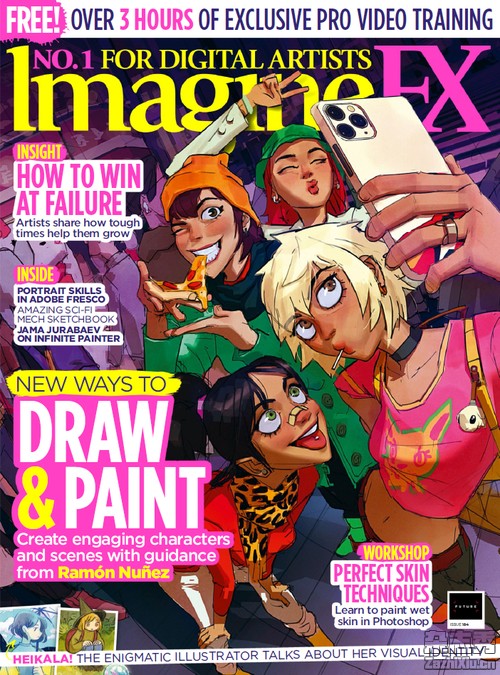 FREE! OVER 3 HOURS OF EXCLUSIVE PRO VIDEO TRAINING
NO.1 FOR DIGITAL ARTISTS
ImagineFX
INSIGHT
HOW TO WIN
AT FAILURE
Artists share how tough
times help them grow
INSIDE
PORTRAIT SKILLS
IN ADOBE FRESCO
AMAZING SCI-FI
MECH SKETCHBOOK
JAMA JURABAEV
ON INFINITE PAINTER
NEW WAYS TO
DRAW
& PAINT
Create engaging characters
and scenes with guidance
from Ramón Nuñez
WORKSHOP
PERFECT SKIN
TECHNIQUES
Learn to paint wet
skin in Photoshop
FUTURE
HEIKALA! THE ENIGMATIC ILLUSTRATOR TALKS ABOUT HER VISUAL IDENTITY
ZaZhiXiu.cn